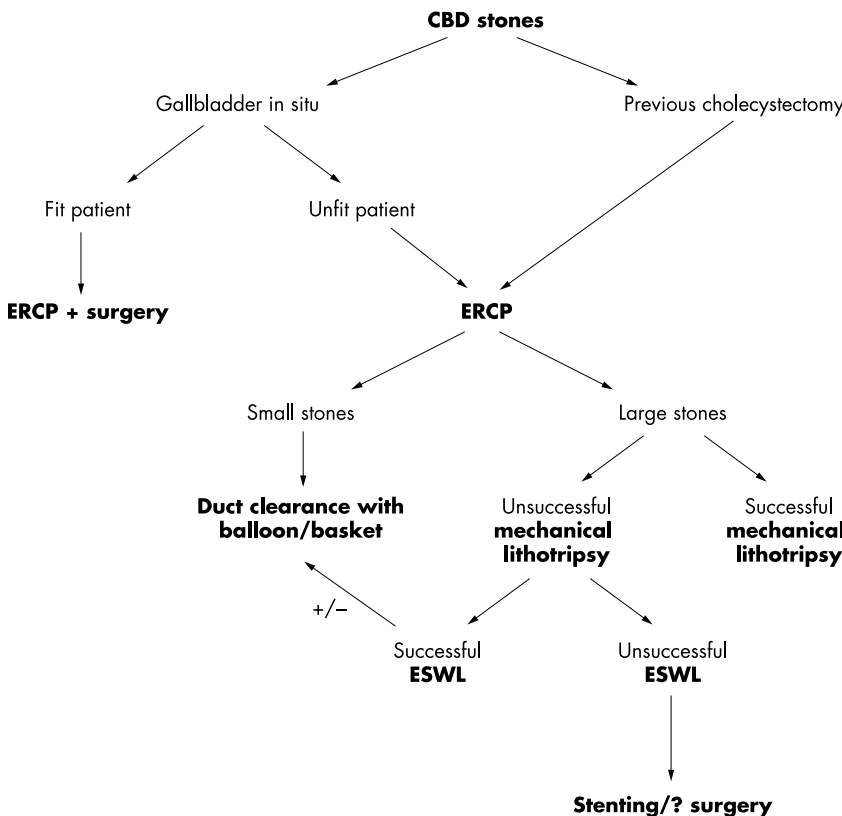 CBD stones
Gallbladder in situ
Previous cholecystectomy
Fit patient
Unfit patient
ERCP + surgery
ERCP
Small stones
Large stones
Duct clearance with
balloon/basket
Unsuccessful
mechanical
lithotripsy
Successful
mechanical
lithotripsy
+/–
Successful
ESWL
Unsuccessful
ESWL
Stenting/? surgery